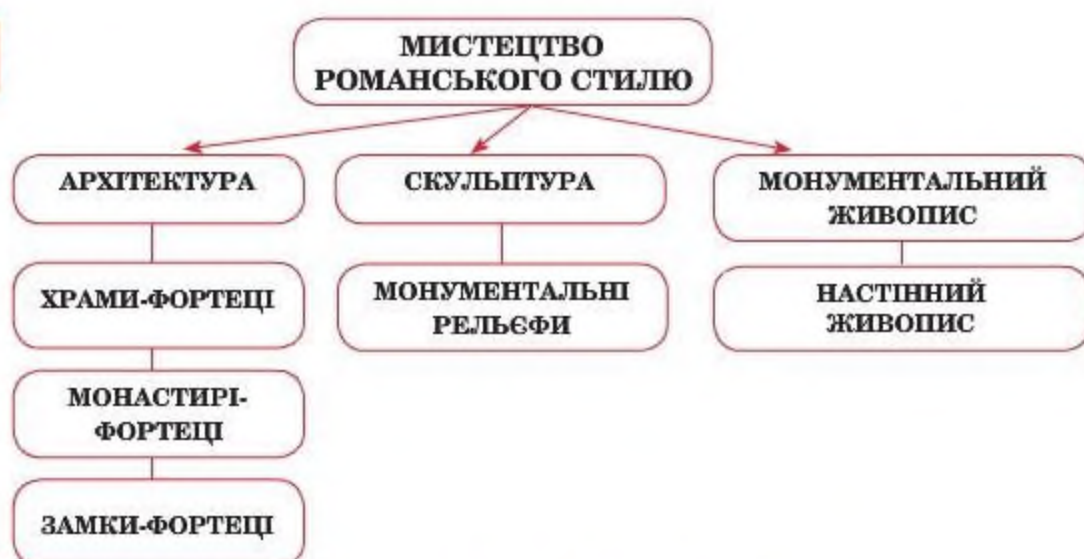 МИСТЕЦТВО
РОМАНСЬКОГО СТИЛЮ
АРХІТЕКТУРА
СКУЛЬПТУРА
МОНУМЕНТАЛЬНИЙ
ЖИВОПИС
ХРАМИ-ФОРТЕЦІ
МОНУМЕНТАЛЬНІ
РЕЛЬЄФИ
НАСТІННИЙ
ЖИВОПИС
МОНАСТИРІ-
ФОРТЕЦІ
ЗАМКИ-ФОРТЕЦІ